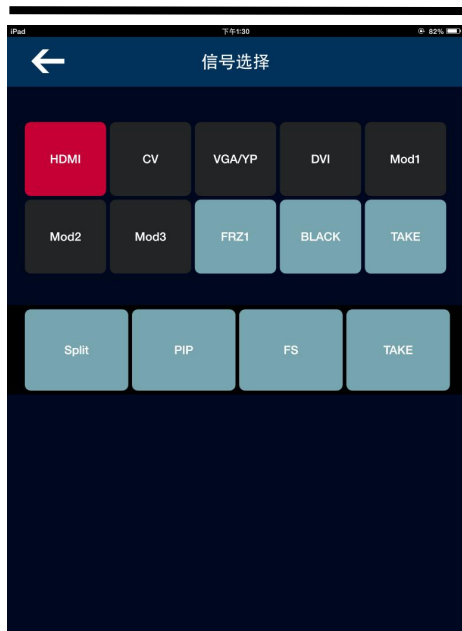 iPad 下午1:30 82%
信号选择
HDMI CV VGA/YP DVI Mod1
Mod2 Mod3 FRZ1 BLACK TAKE
Split PIP FS TAKE